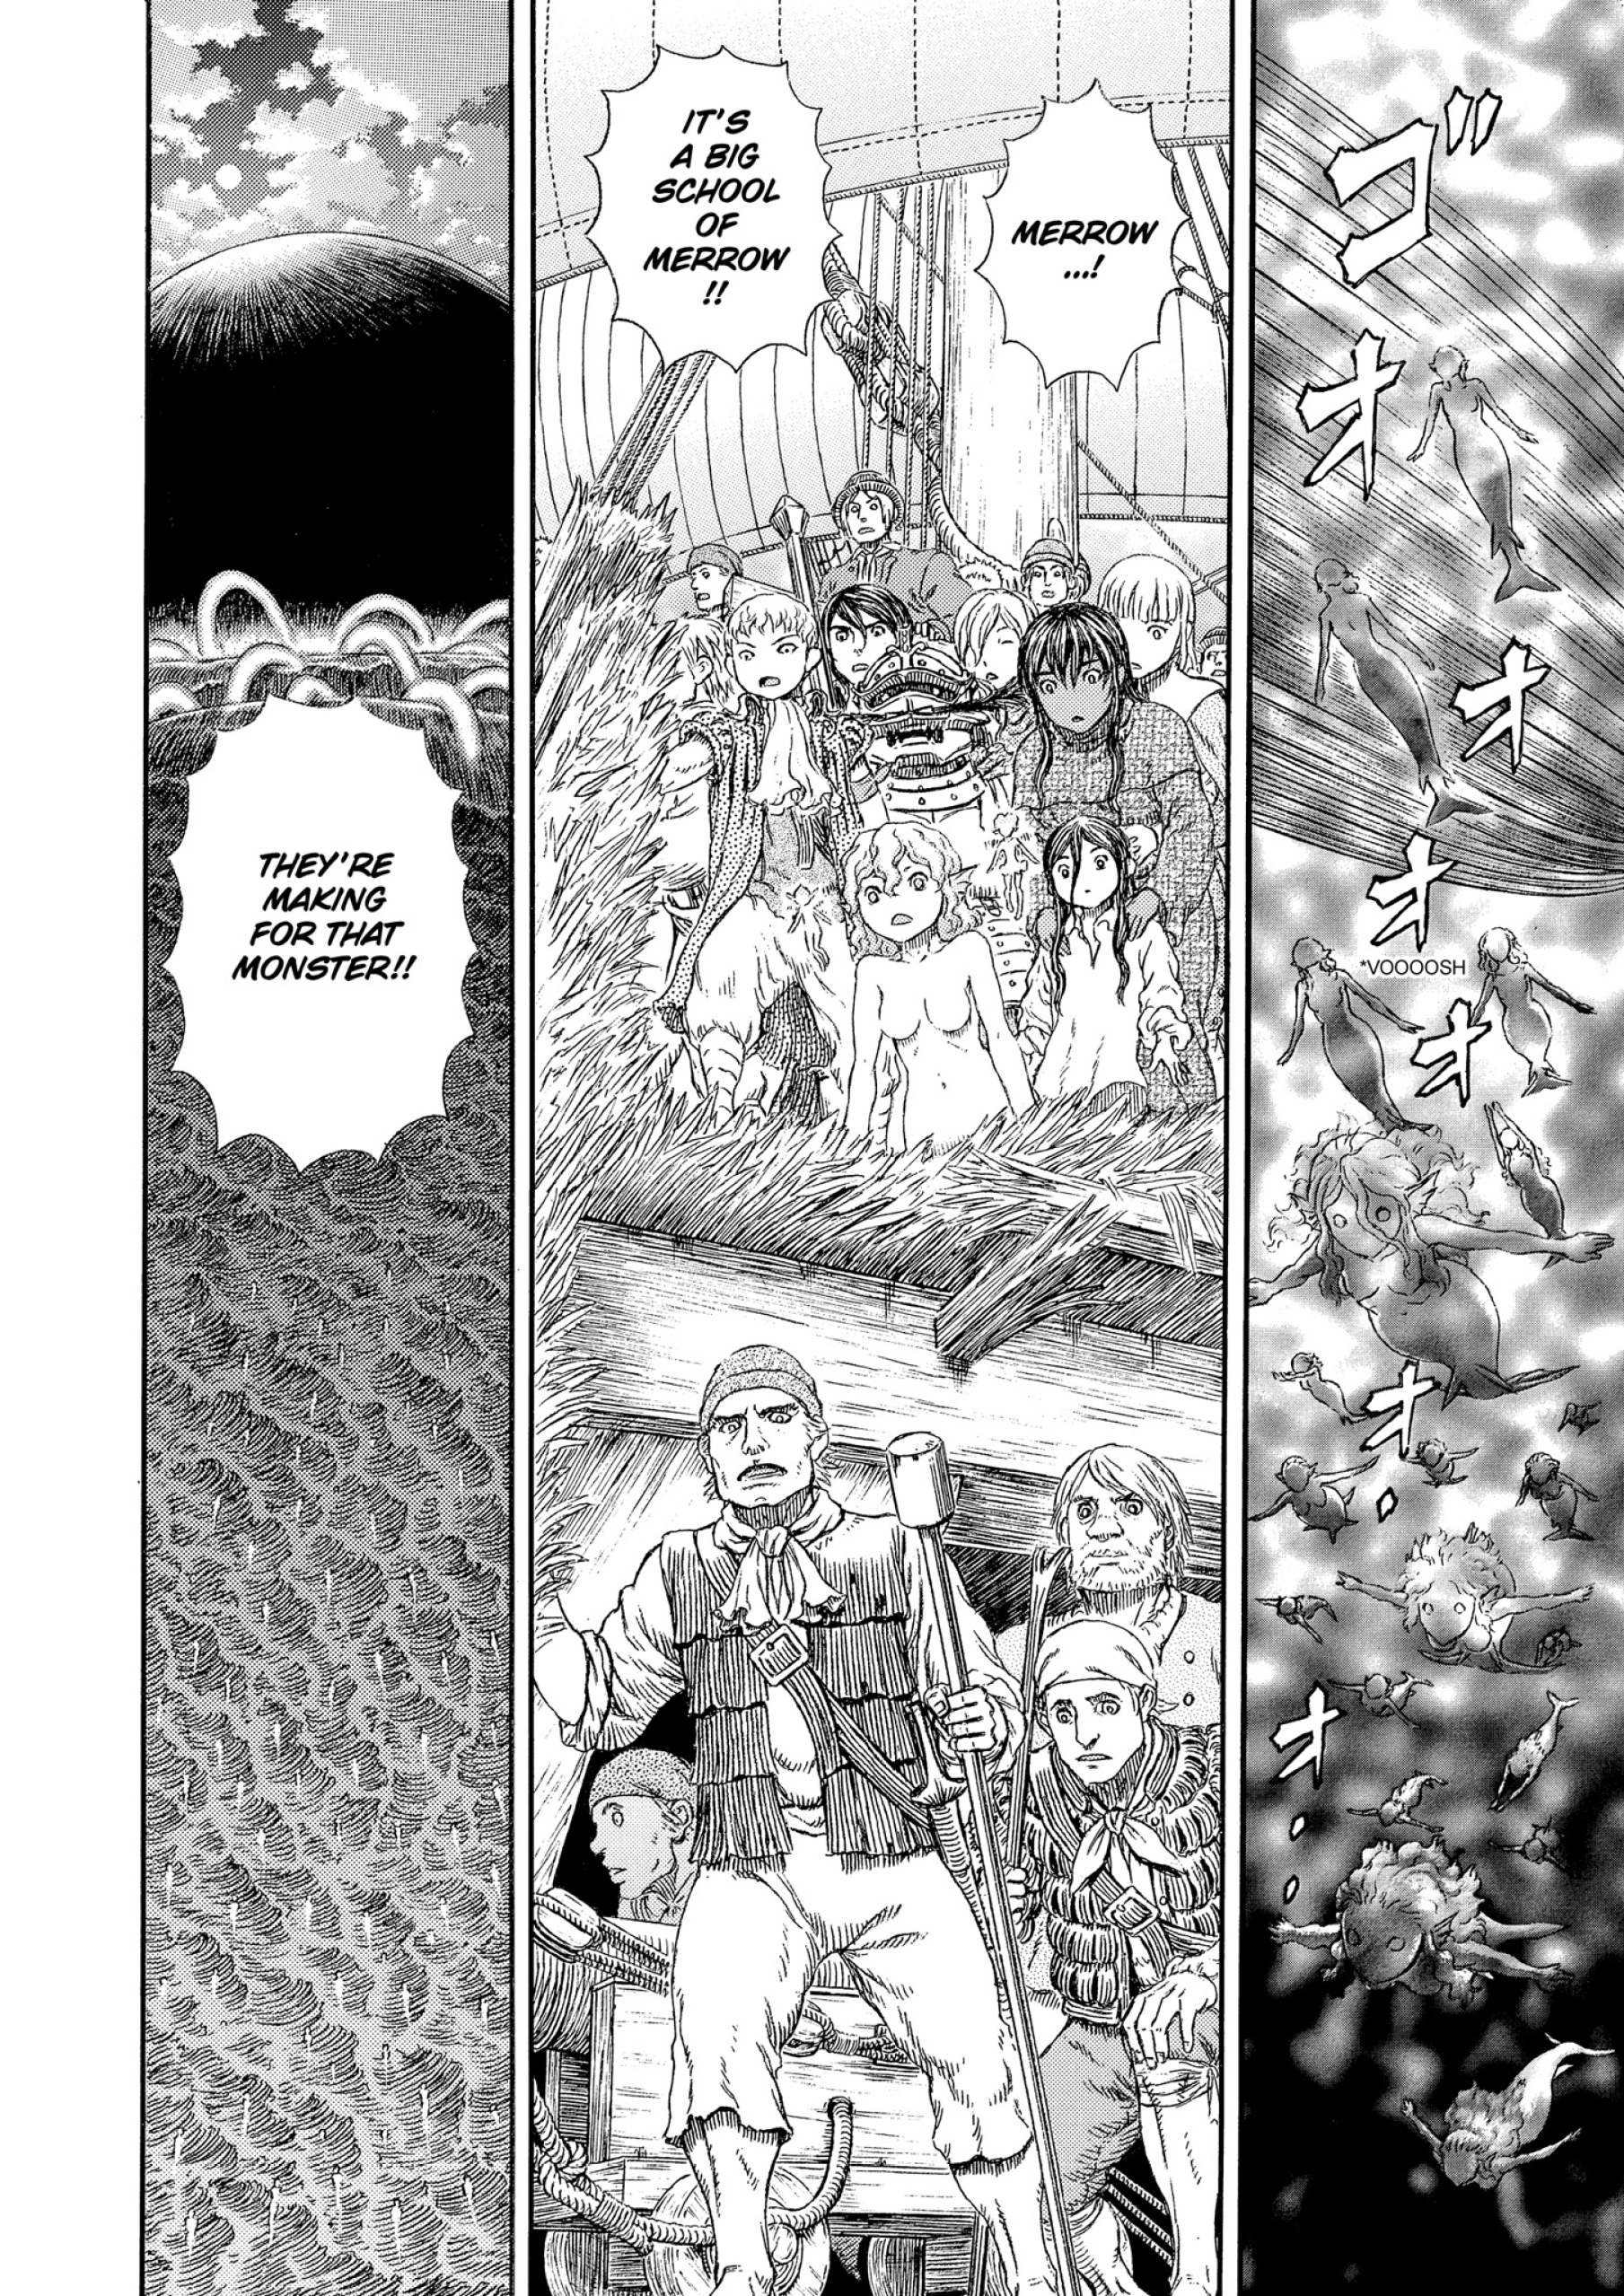 ゴ
オ
オ
オ
オ
オ
オ
*VOOOOSH
MERROW
...!
IT'S
A BIG
SCHOOL
OF
MERROW
!!
THEY'RE
MAKING
FOR THAT
MONSTER!!